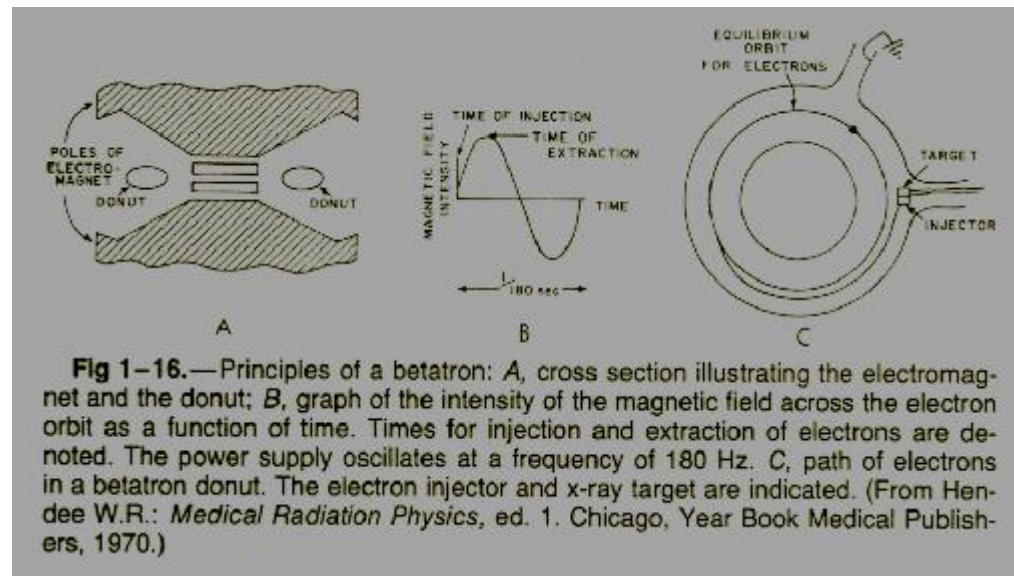 POLES OF
ELECTRO-
MAGNET
DONUT
DONUT
A
MAGNETIC FIELD
INTENSITY
TIME OF INJECTION
TIME OF
EXTRACTION
TIME
1/180 sec
B
EQUILIBRIUM
ORBIT
FOR ELECTRONS
TARGET
INJECTOR
C
Fig 1–16.—Principles of a betatron: A, cross section illustrating the electromag-
net and the donut; B, graph of the intensity of the magnetic field across the electron
orbit as a function of time. Times for injection and extraction of electrons are de-
noted. The power supply oscillates at a frequency of 180 Hz. C, path of electrons
in a betatron donut. The electron injector and x-ray target are indicated. (From Hen-
dee W.R.: Medical Radiation Physics, ed. 1. Chicago, Year Book Medical Publish-
ers, 1970.)